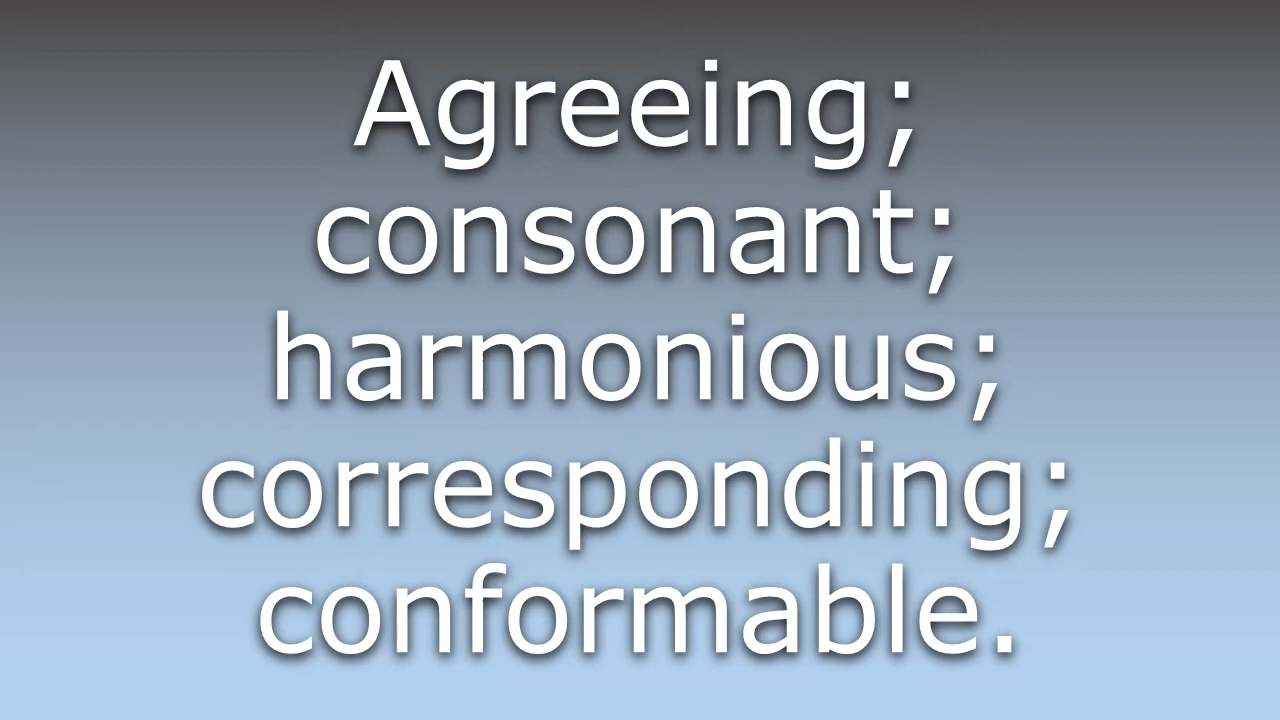 Agreeing;
consonant;
harmonious;
corresponding;
conformable.